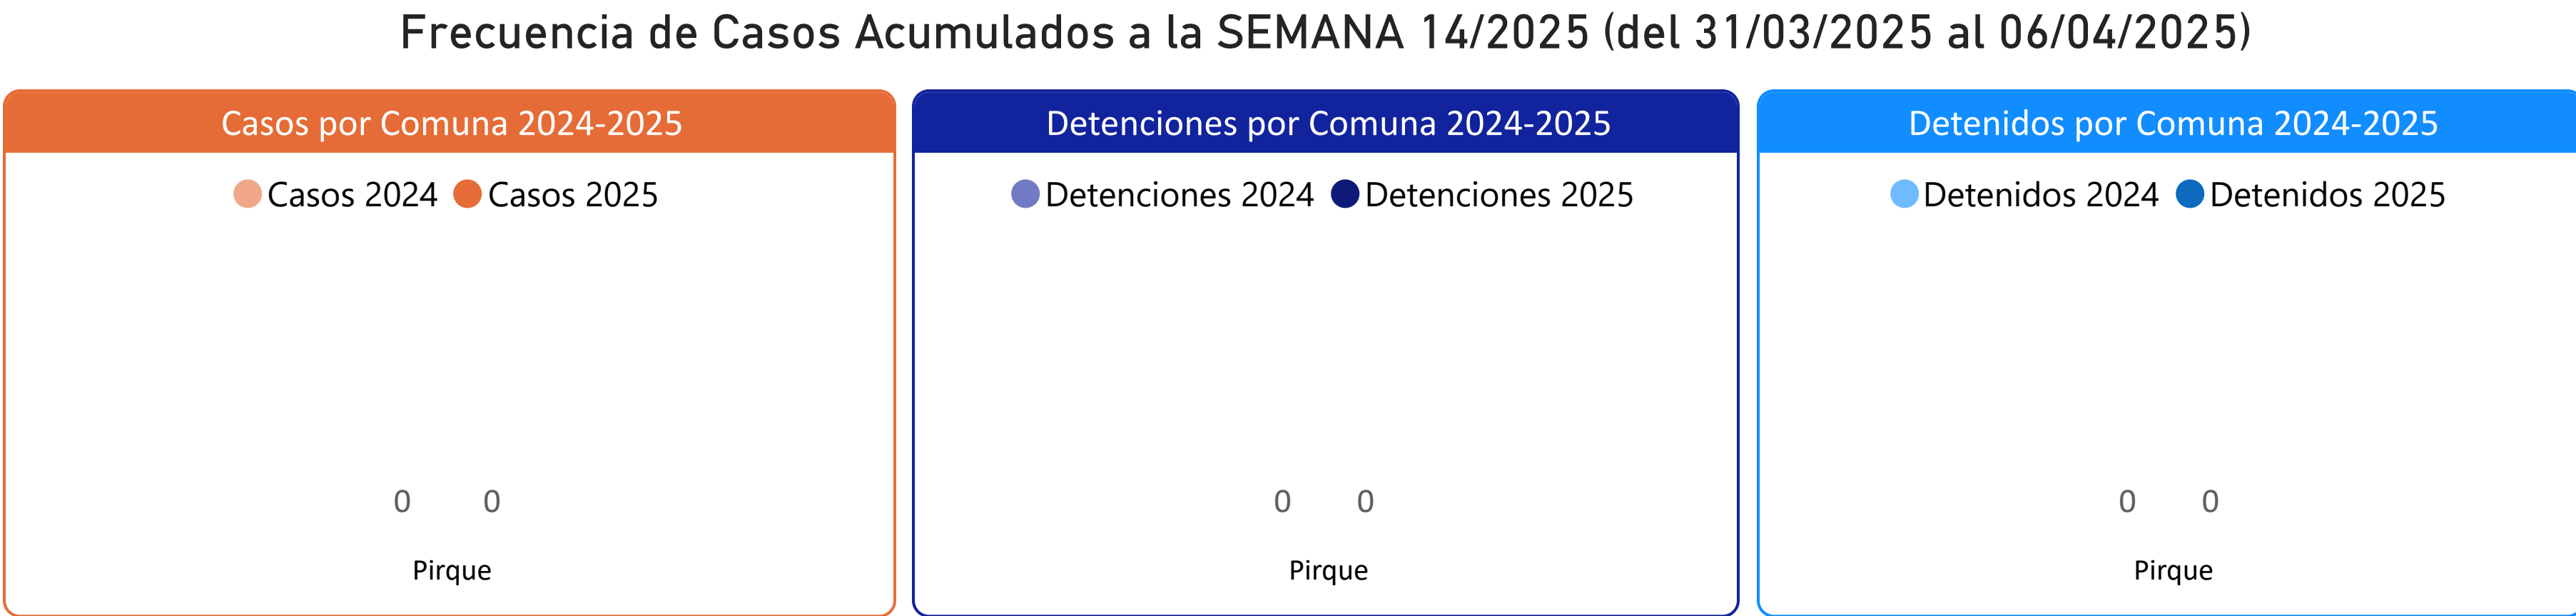 Frecuencia de Casos Acumulados a la SEMANA 14/2025 (del 31/03/2025 al 06/04/2025)
Casos por Comuna 2024-2025
Casos 2024 Casos 2025
0 0
Pirque
Detenciones por Comuna 2024-2025
Detenciones 2024 Detenciones 2025
0 0
Pirque
Detenidos por Comuna 2024-2025
Detenidos 2024 Detenidos 2025
0 0
Pirque